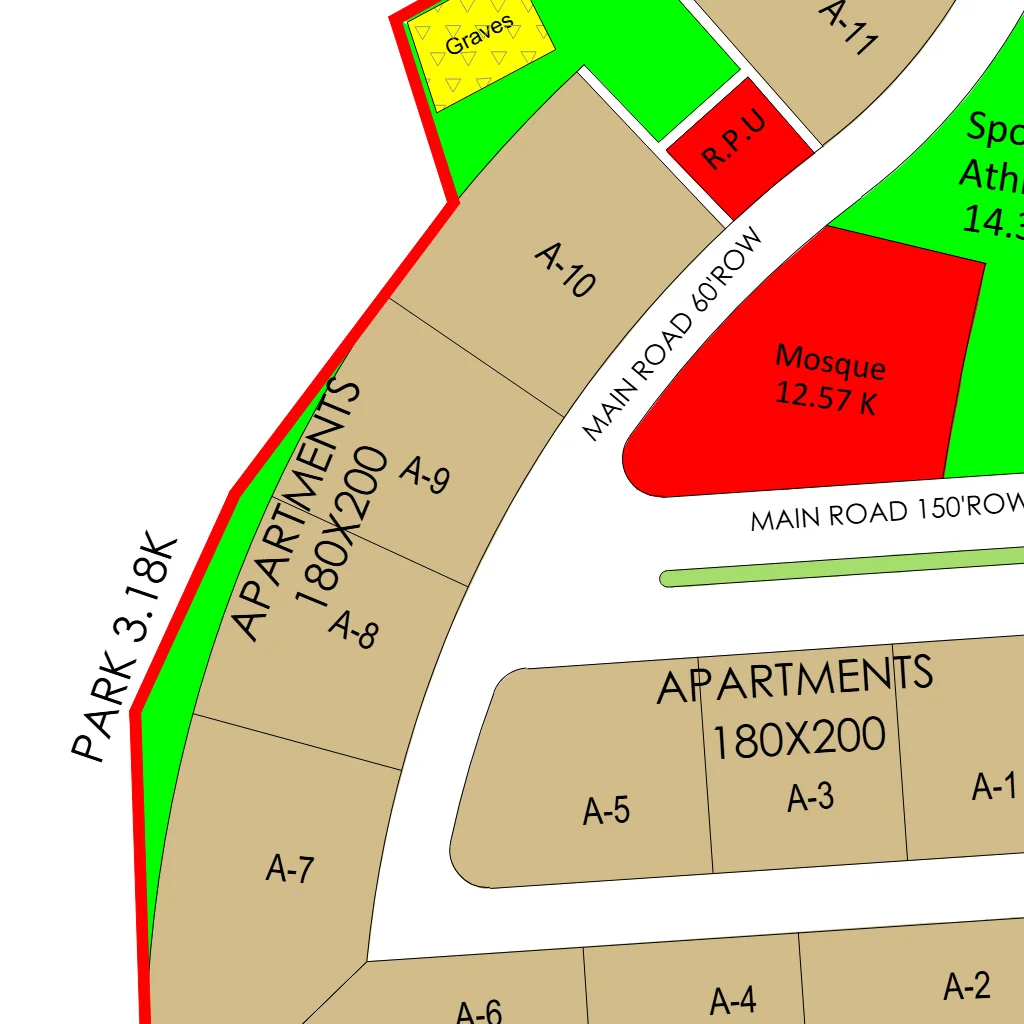 Graves
A-11
R.P.U
Spo
Athl
14.3
A-10
MAIN ROAD 60'ROW
Mosque
12.57 K
APARTMENTS
180X200
A-9
MAIN ROAD 150'ROW
PARK 3.18K
A-8
APARTMENTS
180X200
A-5
A-3
A-1
A-7
A-6
A-4
A-2